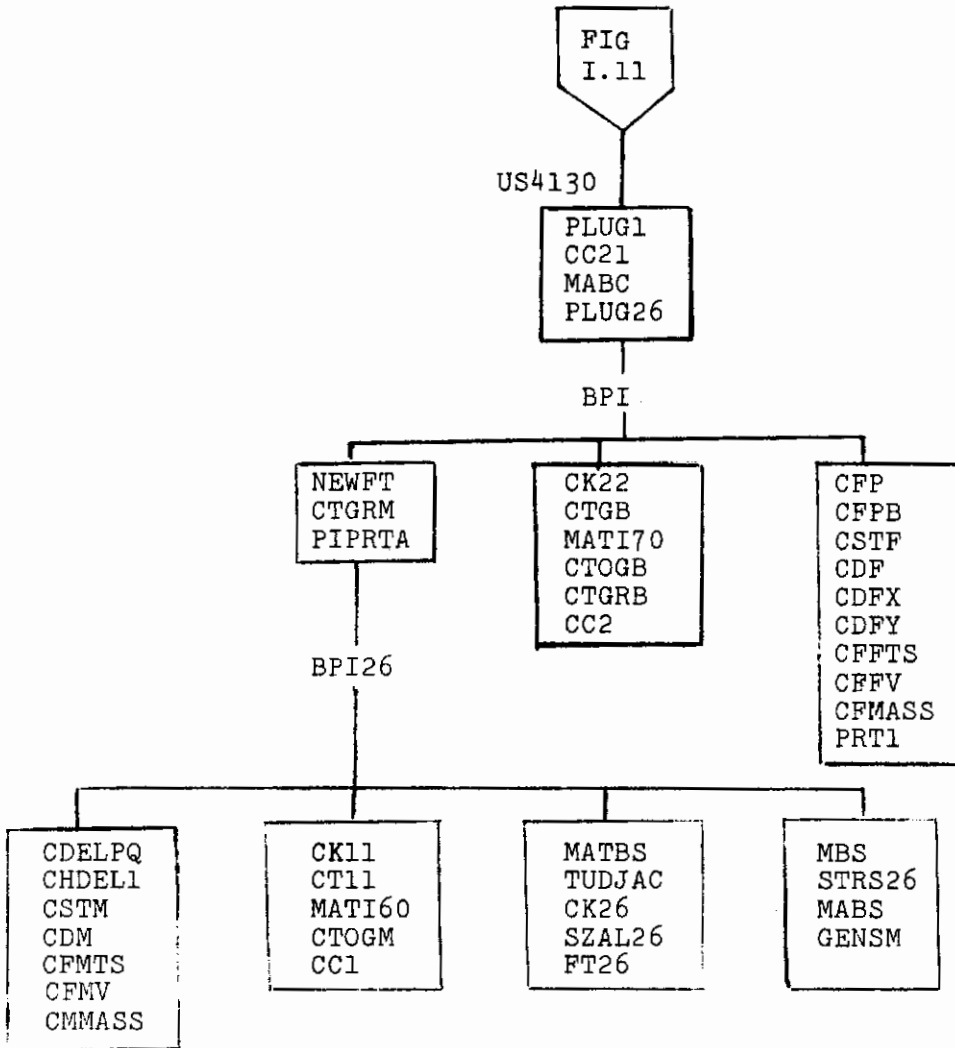 FIG
I.11
US4130
PLUG1
CC21
MABC
PLUG26
BPI
NEWFT
CTGRM
PIPRTA
CK22
CTGB
MATI70
CTOGB
CTGRB
CC2
CFP
CFPB
CSTF
CDF
CDFX
CDFY
CFFTS
CFFV
CFMASS
PRT1
BPI26
CDELPQ
CHDEL1
CSTM
CDM
CFMTS
CFMV
CMMASS
CK11
CT11
MATI60
CTOGM
CC1
MATBS
TUDJAC
CK26
SZAL26
FT26
MBS
STRS26
MABS
GENSM